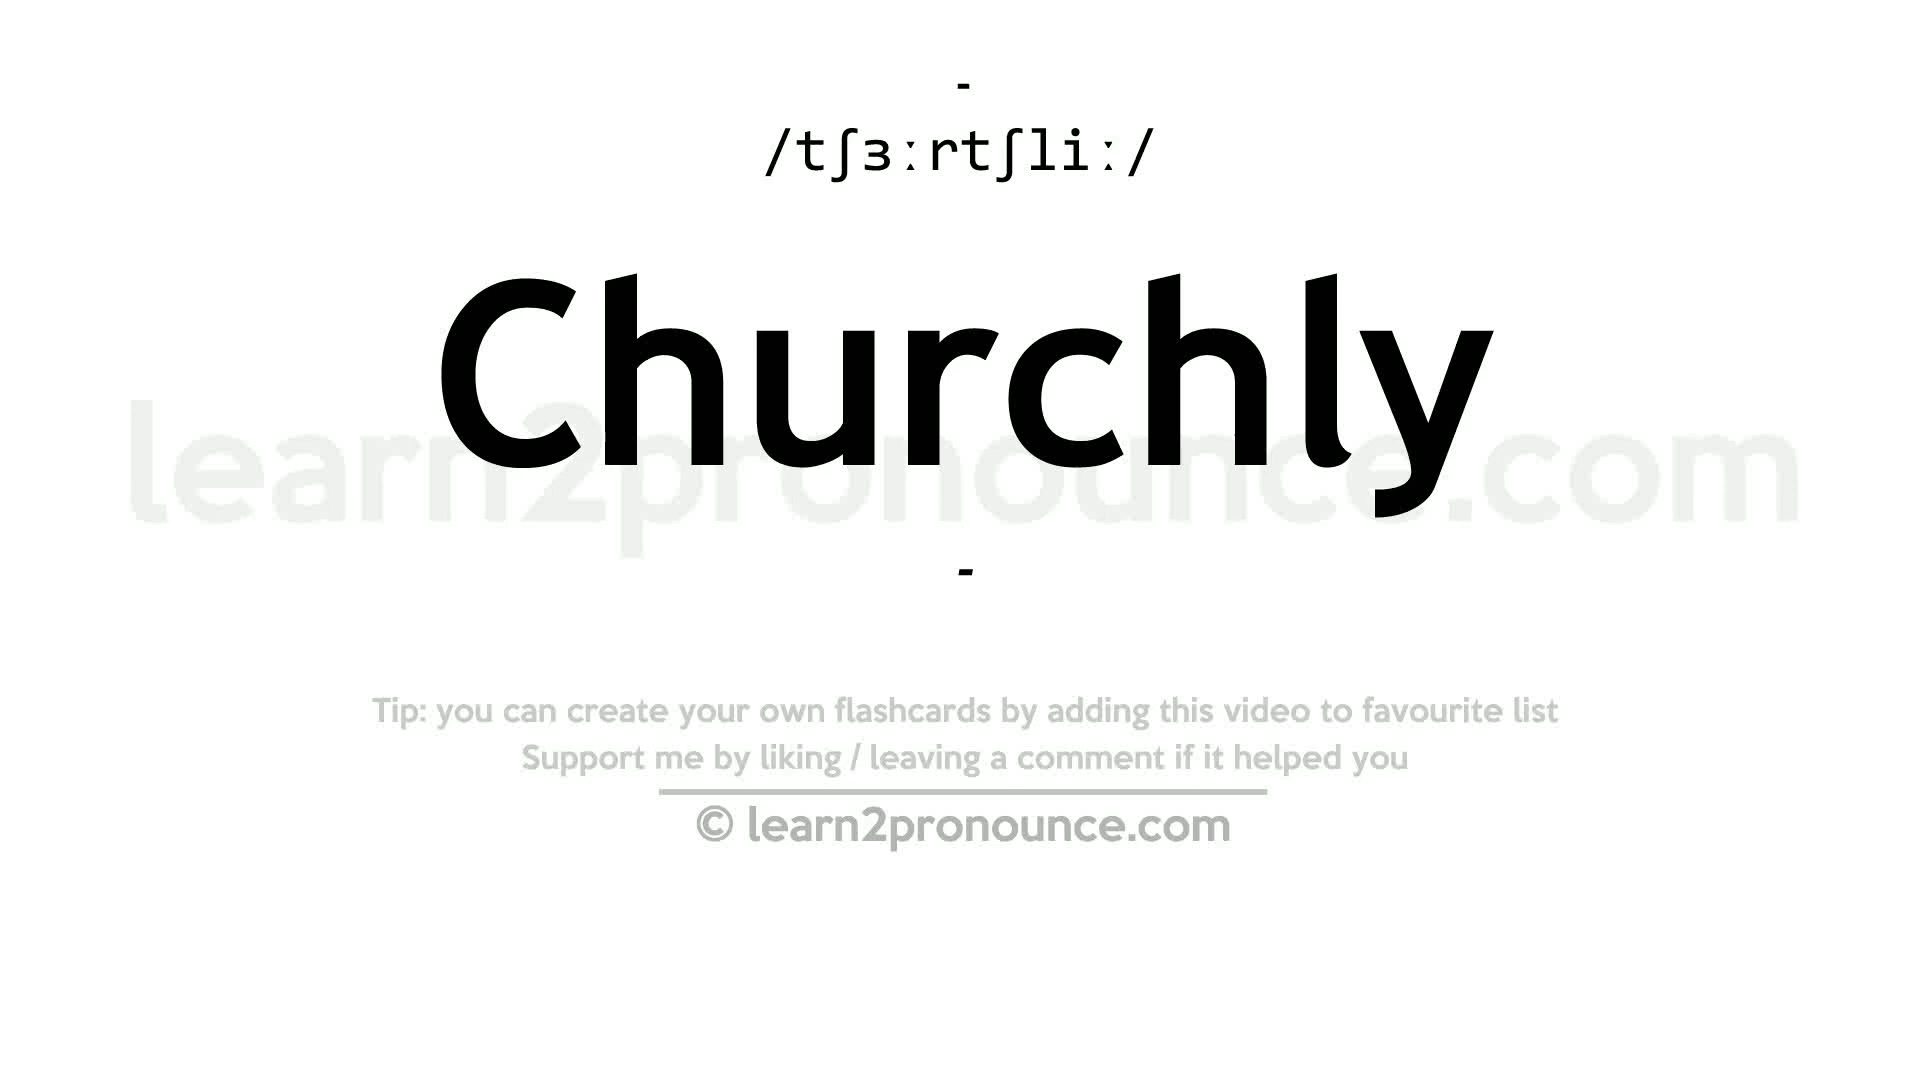 -
/tʃɜːrtʃliː/
Churchly
learn2pronounce.com
-
Tip: you can create your own flashcards by adding this video to favourite list
Support me by liking / leaving a comment if it helped you
© learn2pronounce.com